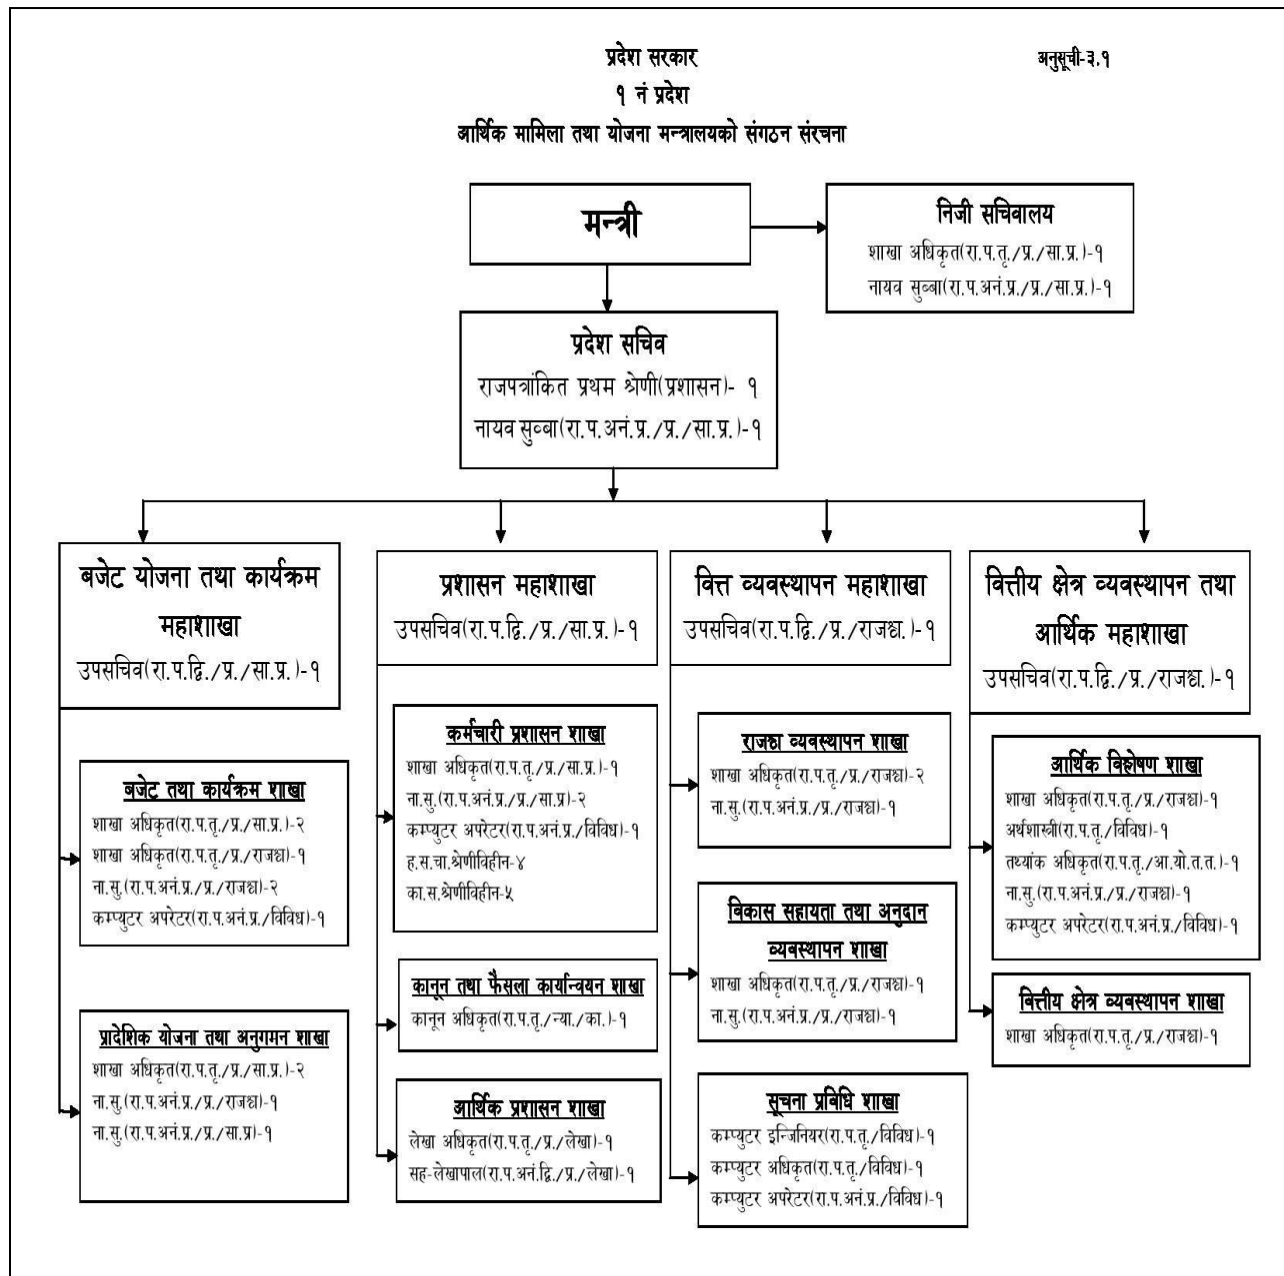 प्रदेश सरकार
अनुसूची-३.१
१ नं प्रदेश
आर्थिक मामिला तथा योजना मन्त्रालयको संगठन संरचना
मन्त्री
निजी सचिवालय
शाखा अधिकृत(रा.प.तृ./प्र./सा.प्र.)-१
नायव सुब्बा(रा.प.अनं.प्र./प्र./सा.प्र.)-१
प्रदेश सचिव
राजपत्रांकित प्रथम श्रेणी(प्रशासन)- १
नायव सुब्बा(रा.प.अनं.प्र./प्र./सा.प्र.)-१
बजेट योजना तथा कार्यक्रम
महाशाखा
उपसचिव(रा.प.द्वि./प्र./सा.प्र.)-१
बजेट तथा कार्यक्रम शाखा
शाखा अधिकृत(रा.प.तृ./प्र./सा.प्र.)-२
शाखा अधिकृत(रा.प.तृ./प्र./राजश्व)-१
ना.सु.(रा.प.अनं.प्र./प्र./राजश्व)-२
कम्प्युटर अपरेटर(रा.प.अनं.प्र./विविध)-१
प्रादेशिक योजना तथा अनुगमन शाखा
शाखा अधिकृत(रा.प.तृ./प्र./सा.प्र.)-२
ना.सु.(रा.प.अनं.प्र./प्र./राजश्व)-१
ना.सु.(रा.प.अनं.प्र./प्र./सा.प्र)-१
प्रशासन महाशाखा
उपसचिव(रा.प.द्वि./प्र./सा.प्र.)-१
कर्मचारी प्रशासन शाखा
शाखा अधिकृत(रा.प.तृ./प्र./सा.प्र.)-१
ना.सु.(रा.प.अनं.प्र./प्र./सा.प्र)-२
कम्प्युटर अपरेटर(रा.प.अनं.प्र./विविध)-१
ह.स.चा.श्रेणीविहीन-४
का.स.श्रेणीविहीन-५
कानून तथा फैसला कार्यान्वयन शाखा
कानून अधिकृत(रा.प.तृ./न्या./का.)-१
आर्थिक प्रशासन शाखा
लेखा अधिकृत(रा.प.तृ./प्र./लेखा)-१
सह-लेखापाल(रा.प.अनं.द्वि./प्र./लेखा)-१
वित्त व्यवस्थापन महाशाखा
उपसचिव(रा.प.द्वि./प्र./राजश्व.)-१
राजश्व व्यवस्थापन शाखा
शाखा अधिकृत(रा.प.तृ./प्र./राजश्व)-२
ना.सु.(रा.प.अनं.प्र./प्र./राजश्व)-१
विकास सहायता तथा अनुदान
व्यवस्थापन शाखा
शाखा अधिकृत(रा.प.तृ./प्र./राजश्व)-१
ना.सु.(रा.प.अनं.प्र./प्र./राजश्व)-१
सूचना प्रविधि शाखा
कम्प्युटर इन्जिनियर(रा.प.तृ./विविध)-१
कम्प्युटर अधिकृत(रा.प.तृ./विविध)-१
कम्प्युटर अपरेटर(रा.प.अनं.प्र./विविध)-१
वित्तीय क्षेत्र व्यवस्थापन तथा
आर्थिक महाशाखा
उपसचिव(रा.प.द्वि./प्र./राजश्व.)-१
आर्थिक विश्लेषण शाखा
शाखा अधिकृत(रा.प.तृ./प्र./राजश्व)-१
अर्थशास्त्री(रा.प.तृ./विविध)-१
तथ्यांक अधिकृत(रा.प.तृ./आ.यो.त.त.)-१
ना.सु.(रा.प.अनं.प्र./प्र./राजश्व)-१
कम्प्युटर अपरेटर(रा.प.अनं.प्र./विविध)-१
वित्तीय क्षेत्र व्यवस्थापन शाखा
शाखा अधिकृत(रा.प.तृ./प्र./राजश्व)-१